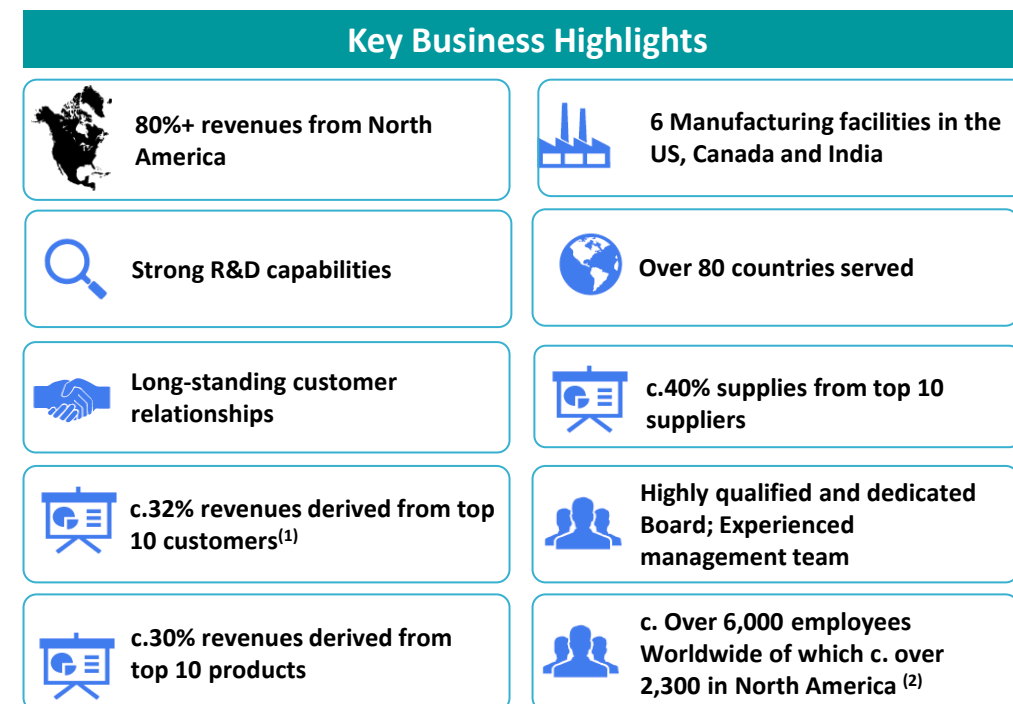 Key Business Highlights
80%+ revenues from North
America
6 Manufacturing facilities in the
US, Canada and India
Strong R&D capabilities
Over 80 countries served
Long-standing customer
relationships
c.40% supplies from top 10
suppliers
c.32% revenues derived from top
10 customers(1)
Highly qualified and dedicated
Board; Experienced
management team
c.30% revenues derived from
top 10 products
c. Over 6,000 employees
Worldwide of which c. over
2,300 in North America (2)